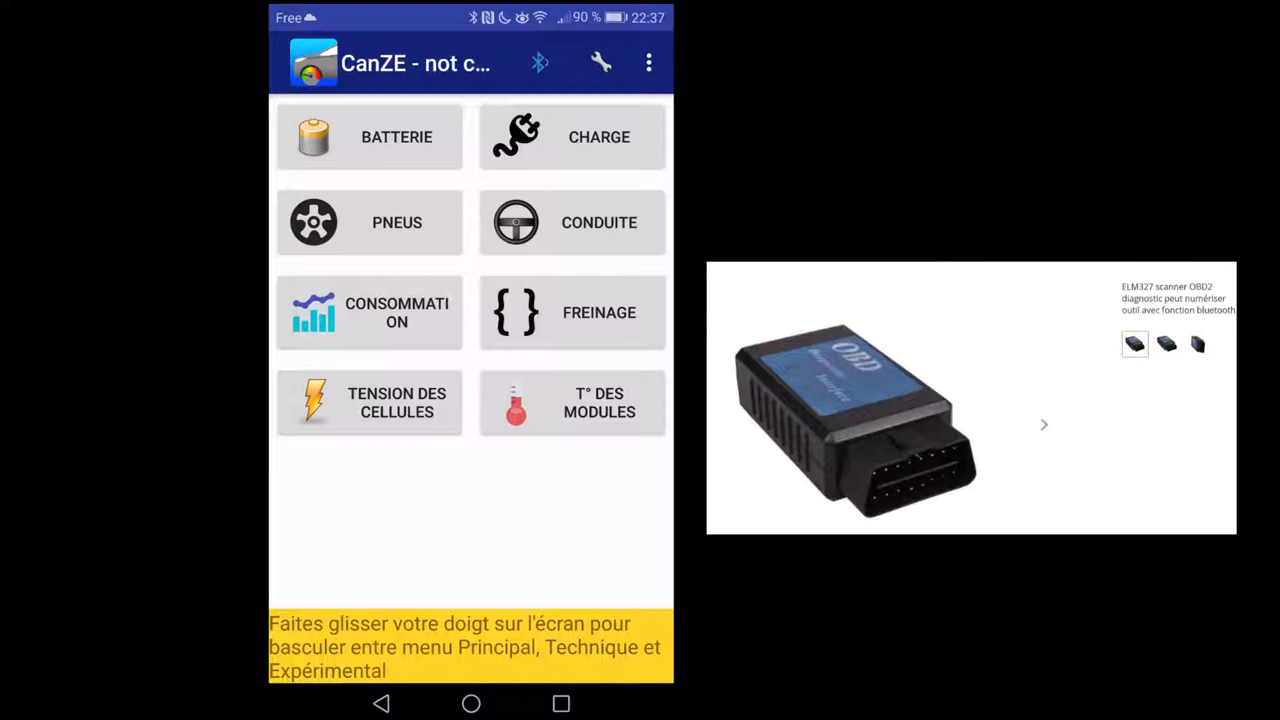 Free
90 % 22:37
CanZE - not c...
BATTERIE
CHARGE
PNEUS
CONDUITE
CONSOMMATI
ON
FREINAGE
TENSION DES
CELLULES
T° DES
MODULES
Faites glisser votre doigt sur l'écran pour
basculer entre menu Principal, Technique et
Expérimental
ELM327 scanner OBD2
diagnostic peut numériser
outil avec fonction bluetooth
OBD
Interface